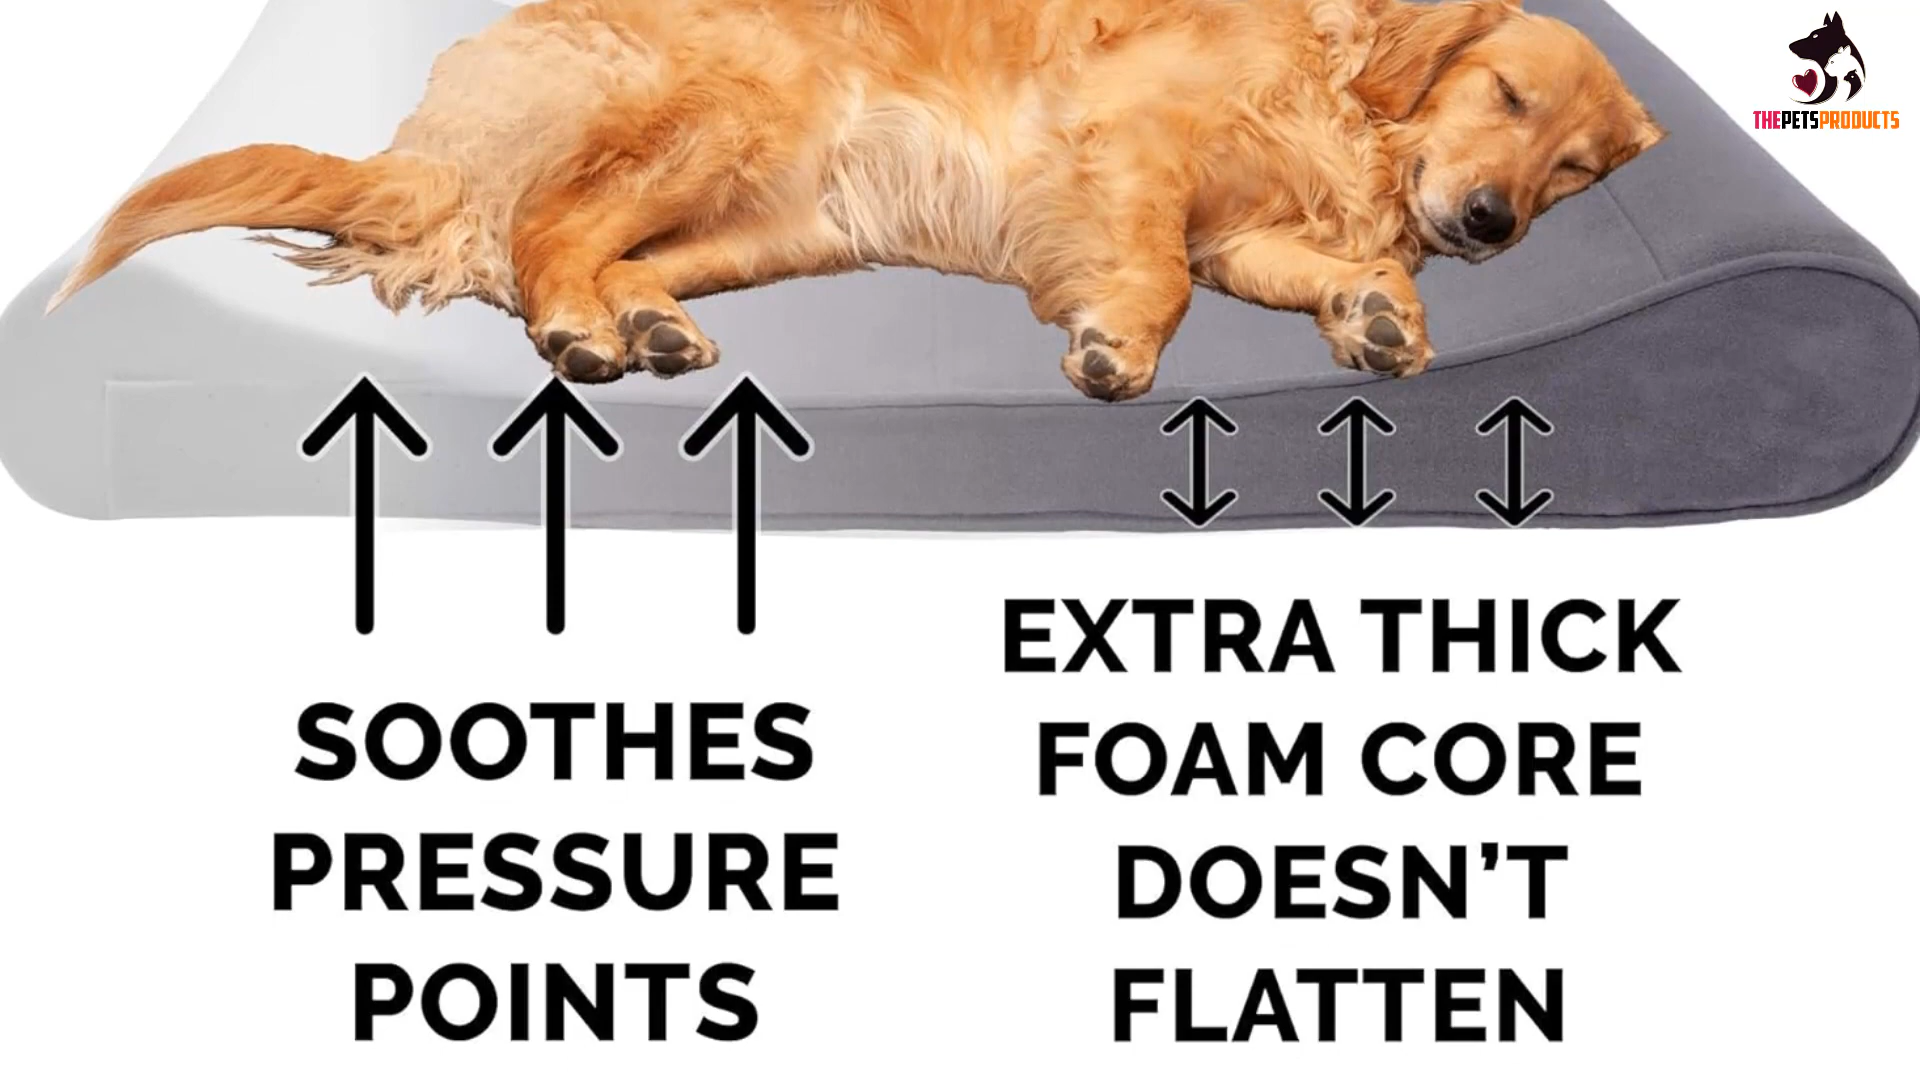 THEPETSPRODUCTS
SOOTHES
PRESSURE
POINTS
EXTRA THICK
FOAM CORE
DOESN'T
FLATTEN